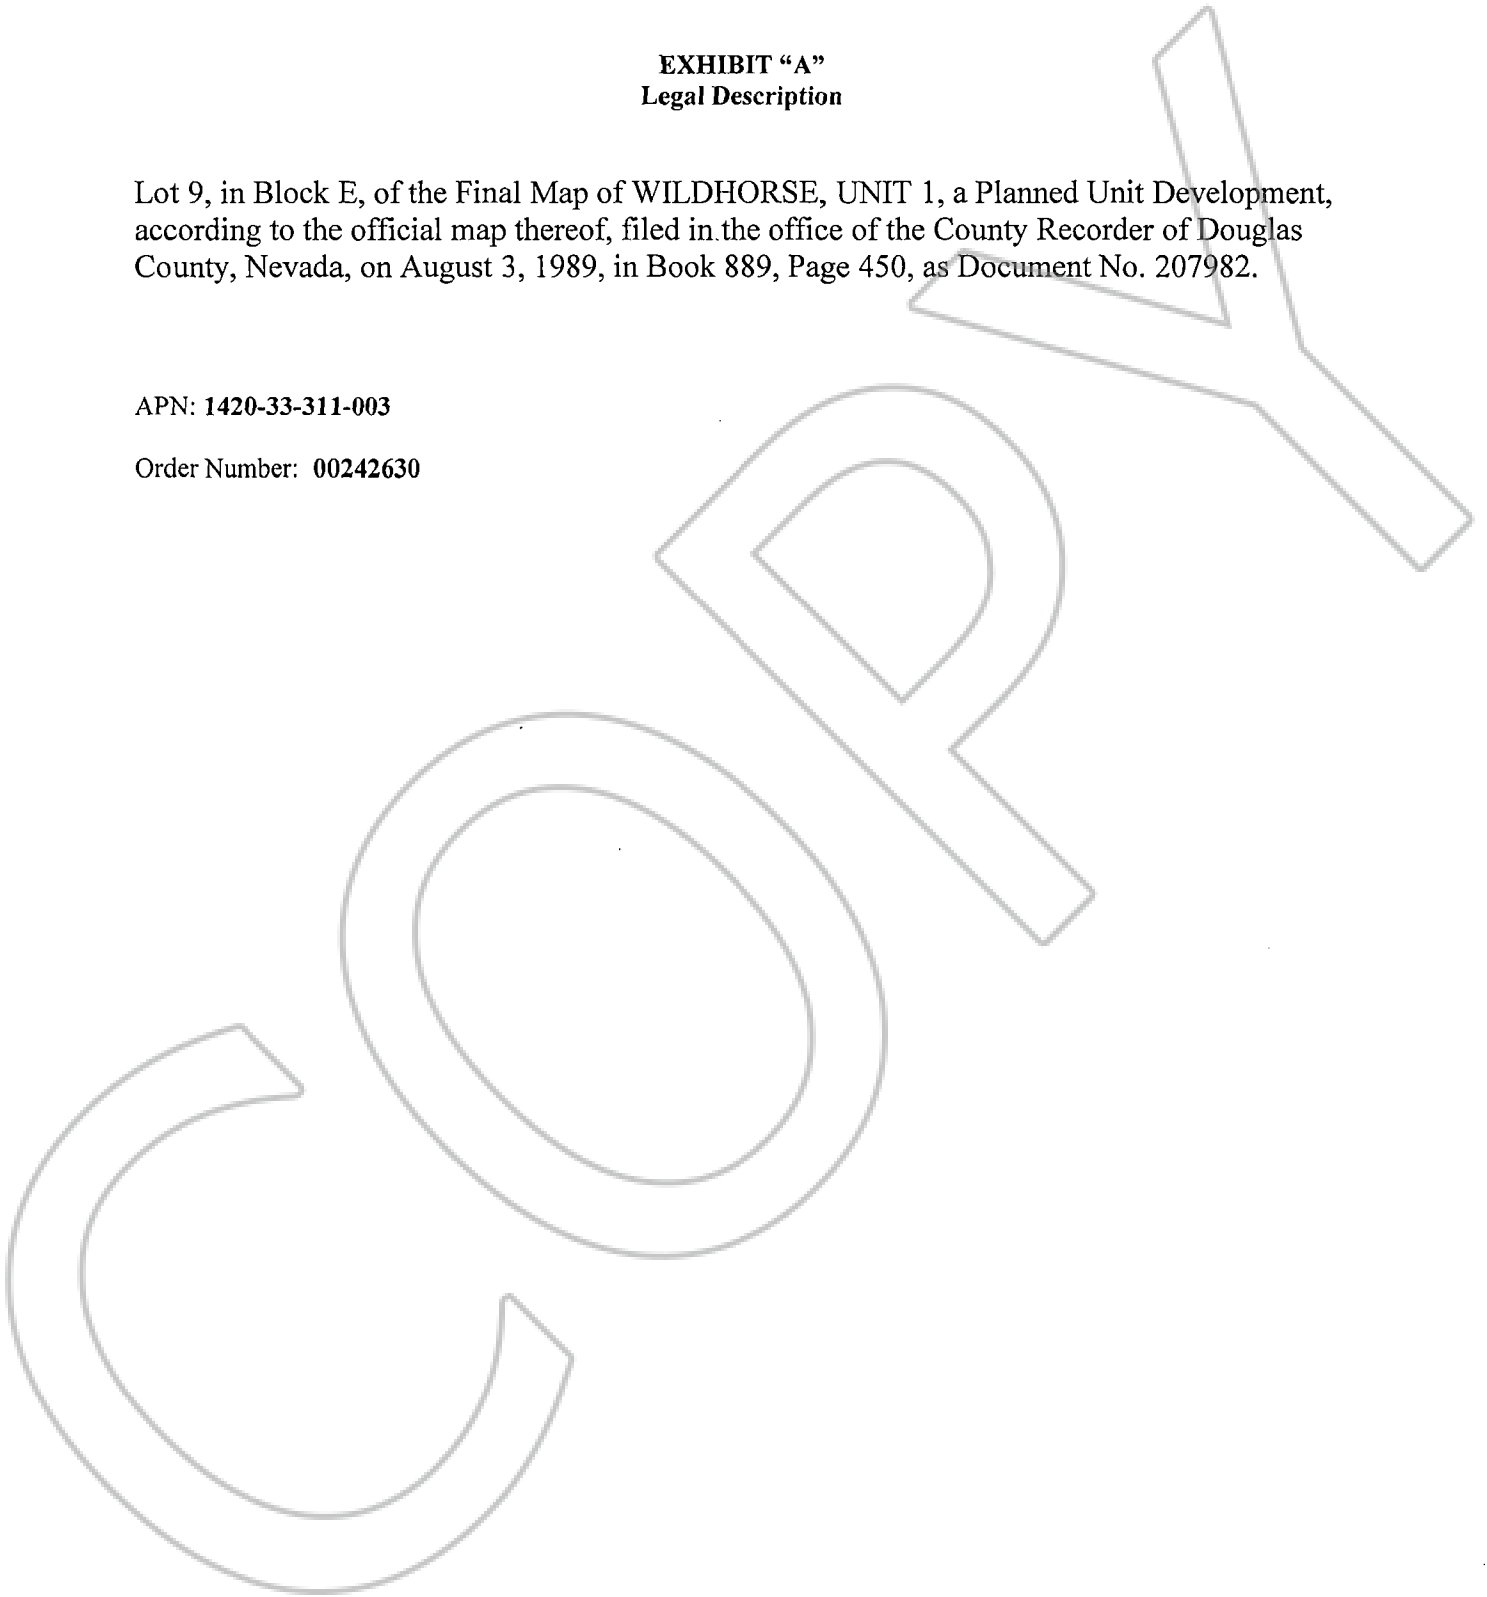 EXHIBIT “A”
Legal Description
Lot 9, in Block E, of the Final Map of WILDHORSE, UNIT 1, a Planned Unit Development,
according to the official map thereof, filed in the office of the County Recorder of Douglas
County, Nevada, on August 3, 1989, in Book 889, Page 450, as Document No. 207982.
APN: 1420-33-311-003
Order Number: 00242630
COPY